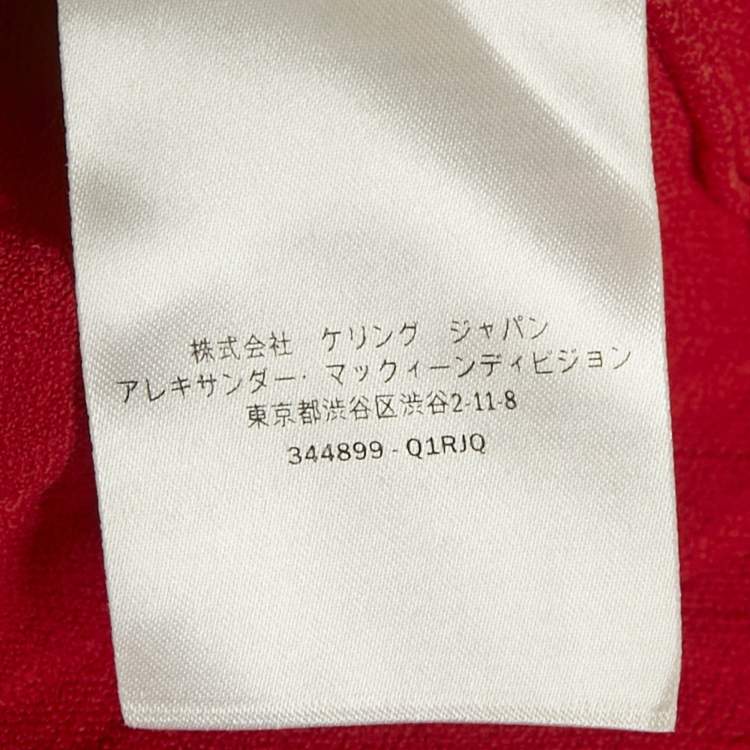 株式会社 ケリング ジャパン
アレキサンダー・マックィーンディビジョン
東京都渋谷区渋谷2-11-8
344899 - Q1RJQ